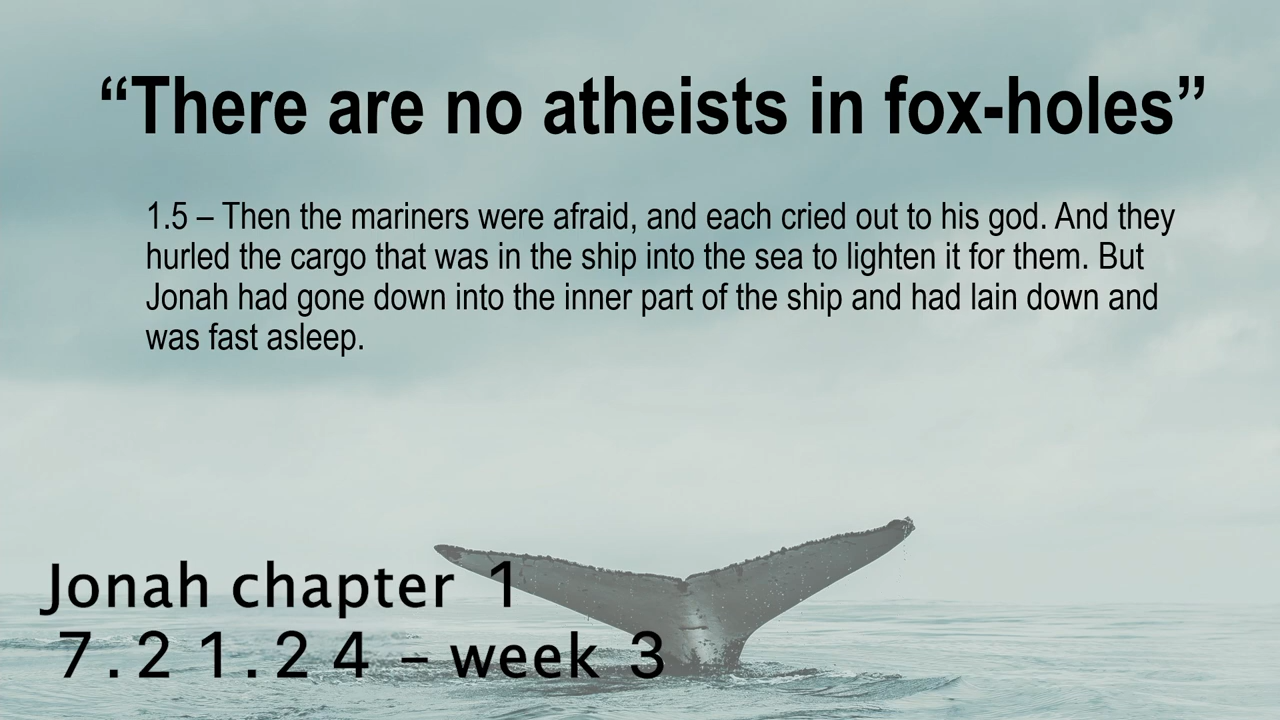 “There are no atheists in fox-holes”
1.5 – Then the mariners were afraid, and each cried out to his god. And they
hurled the cargo that was in the ship into the sea to lighten it for them. But
Jonah had gone down into the inner part of the ship and had lain down and
was fast asleep.
Jonah chapter 1
7.21.24 – week 3